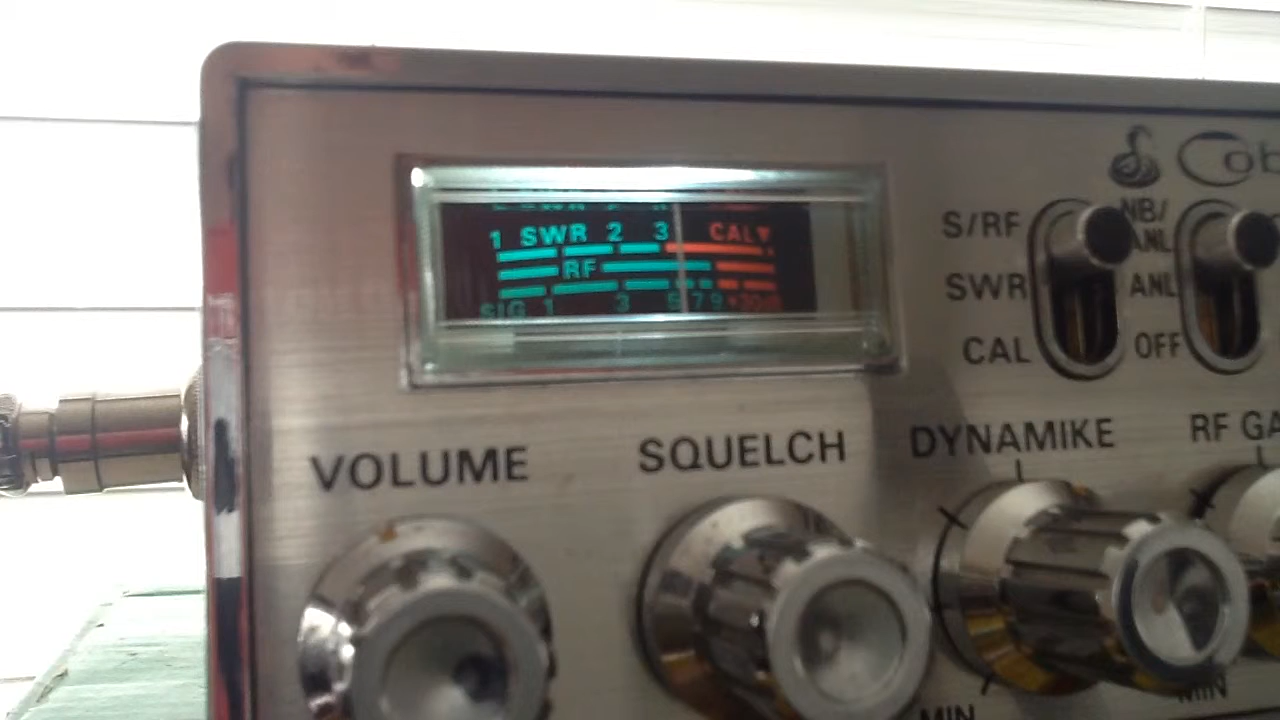 Cob
1 SWR 2 3 CAL▼
RF
SIG 1 3 5 7 9 +30dB
S/RF
SWR
CAL
NB/
ANL
ANL
OFF
VOLUME
SQUELCH
DYNAMIKE
RF GA
MIN
MIN